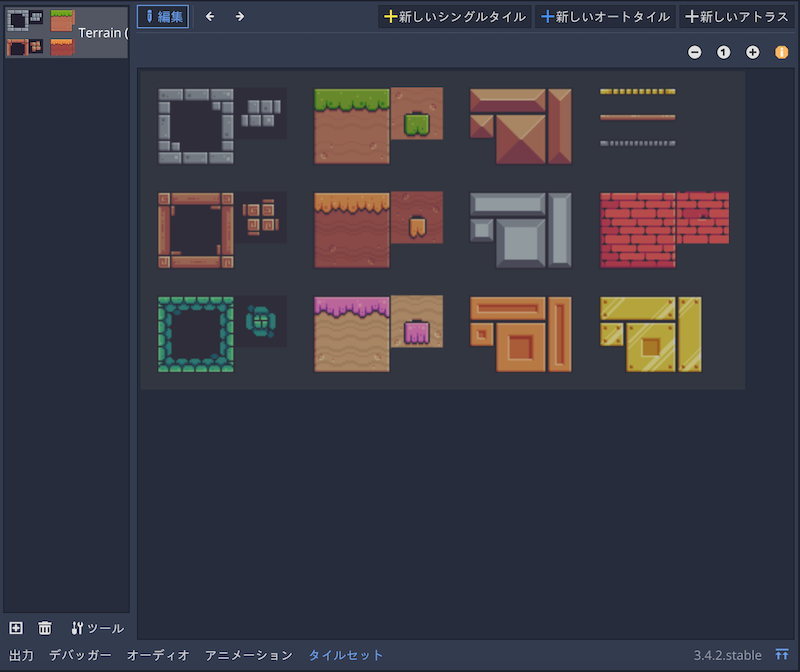 編集 新しいシングルタイル 新しいオートタイル 新しいアトラス
Terrain (
1
ツール
出力 デバッガー オーディオ アニメーション タイルセット 3.4.2.stable